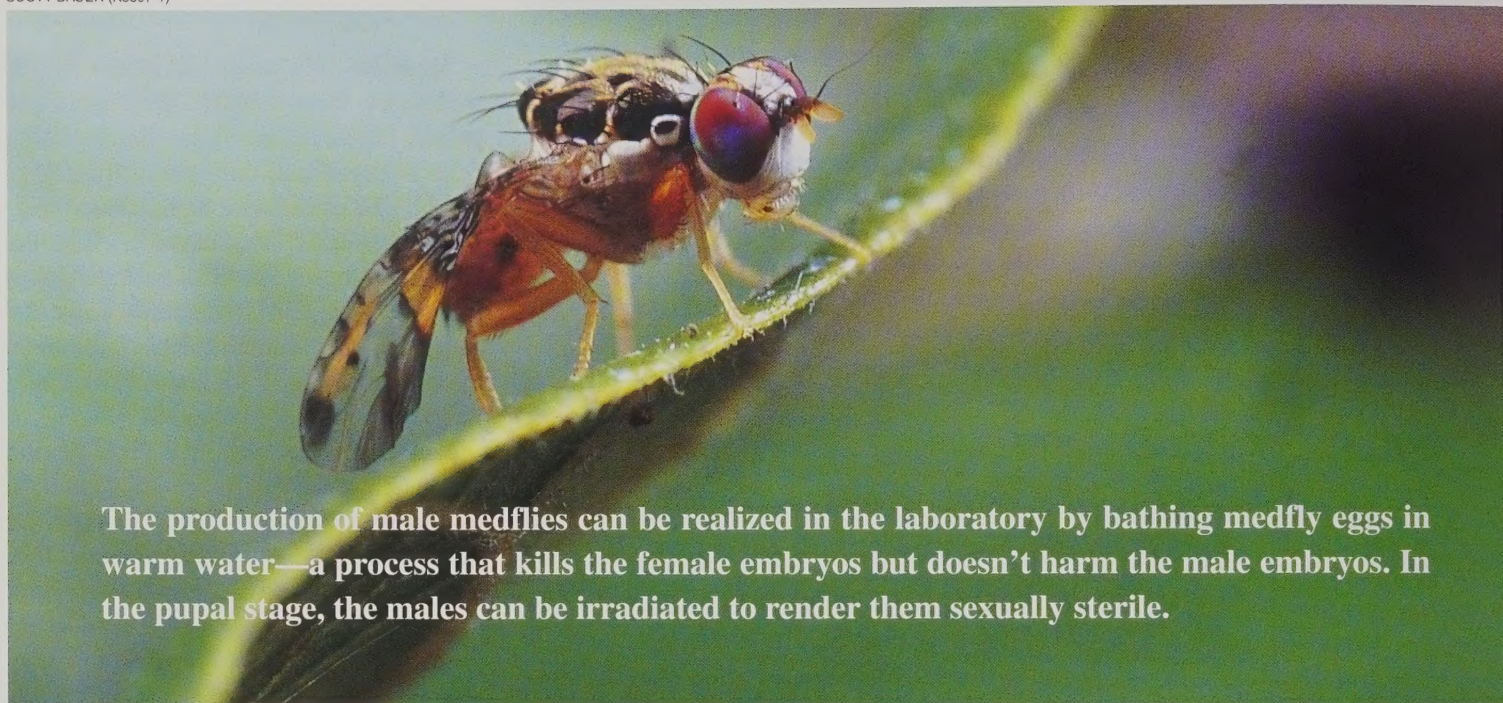 The production of male medflies can be realized in the laboratory by bathing medfly eggs in
warm water—a process that kills the female embryos but doesn't harm the male embryos. In
the pupal stage, the males can be irradiated to render them sexually sterile.